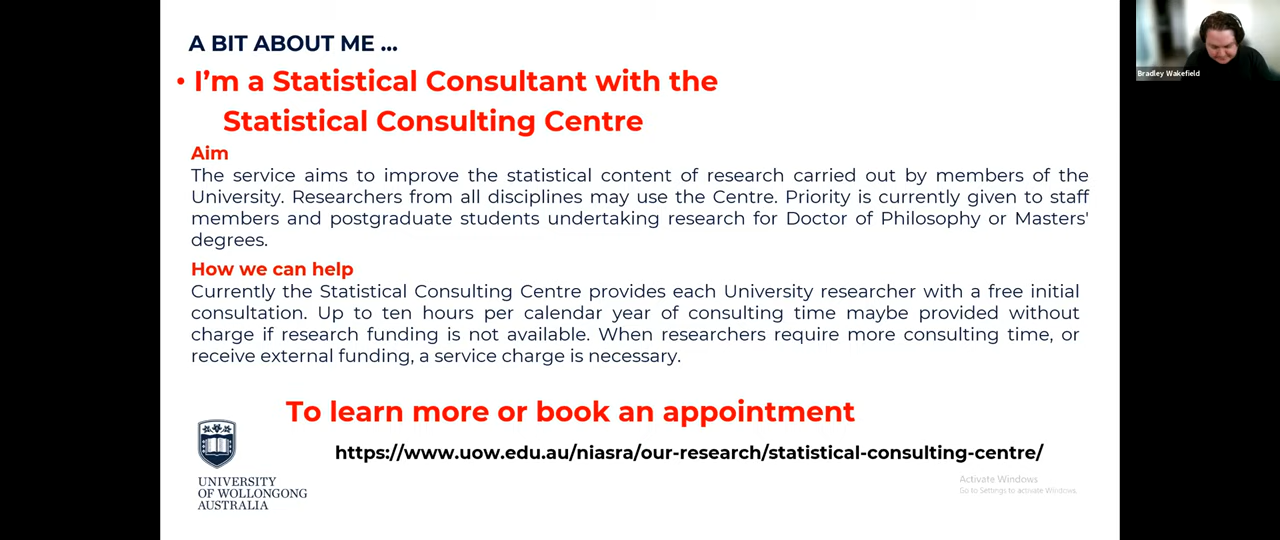 A BIT ABOUT ME ...
• I'm a Statistical Consultant with the
Statistical Consulting Centre
Aim
The service aims to improve the statistical content of research carried out by members of the
University. Researchers from all disciplines may use the Centre. Priority is currently given to staff
members and postgraduate students undertaking research for Doctor of Philosophy or Masters'
degrees.
How we can help
Currently the Statistical Consulting Centre provides each University researcher with a free initial
consultation. Up to ten hours per calendar year of consulting time maybe provided without
charge if research funding is not available. When researchers require more consulting time, or
receive external funding, a service charge is necessary.
To learn more or book an appointment
https://www.uow.edu.au/niasra/our-research/statistical-consulting-centre/
UNIVERSITY
OF WOLLONGONG
AUSTRALIA
Activate Windows
Go to Settings to activate Windows.
Bradley Wakefield